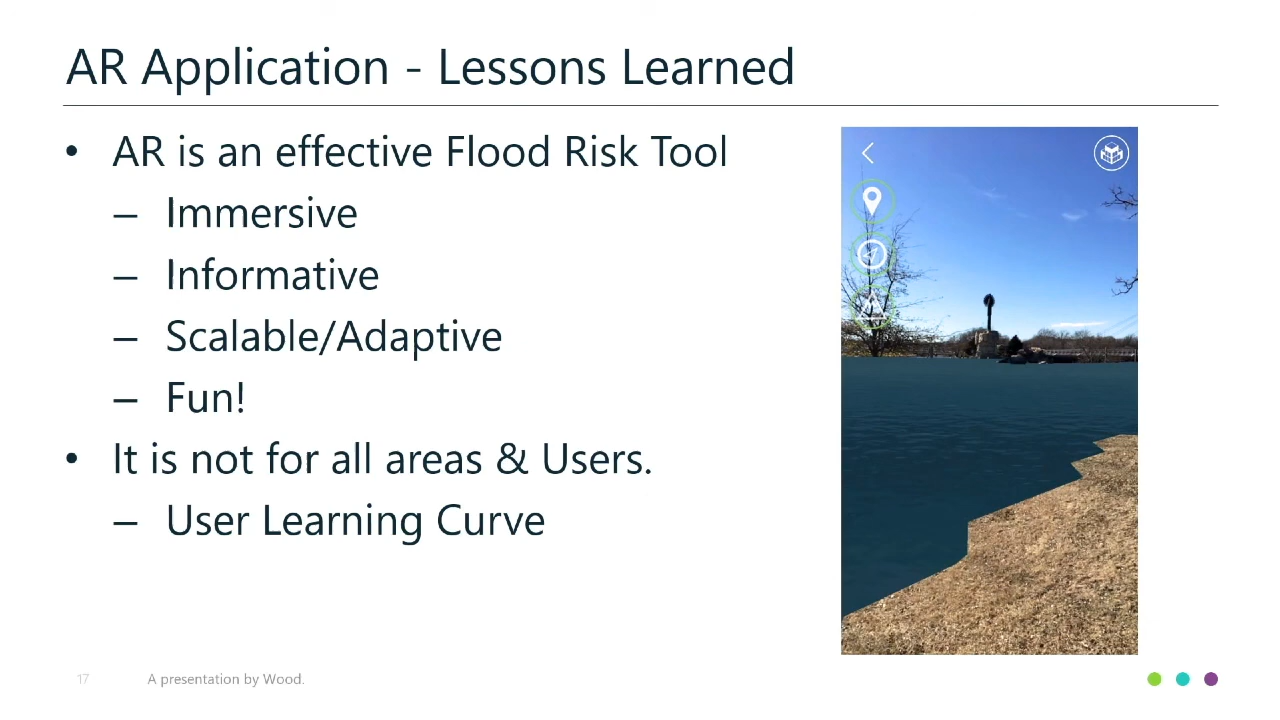 AR Application - Lessons Learned
• AR is an effective Flood Risk Tool
– Immersive
– Informative
– Scalable/Adaptive
– Fun!
• It is not for all areas & Users.
– User Learning Curve
17 A presentation by Wood.